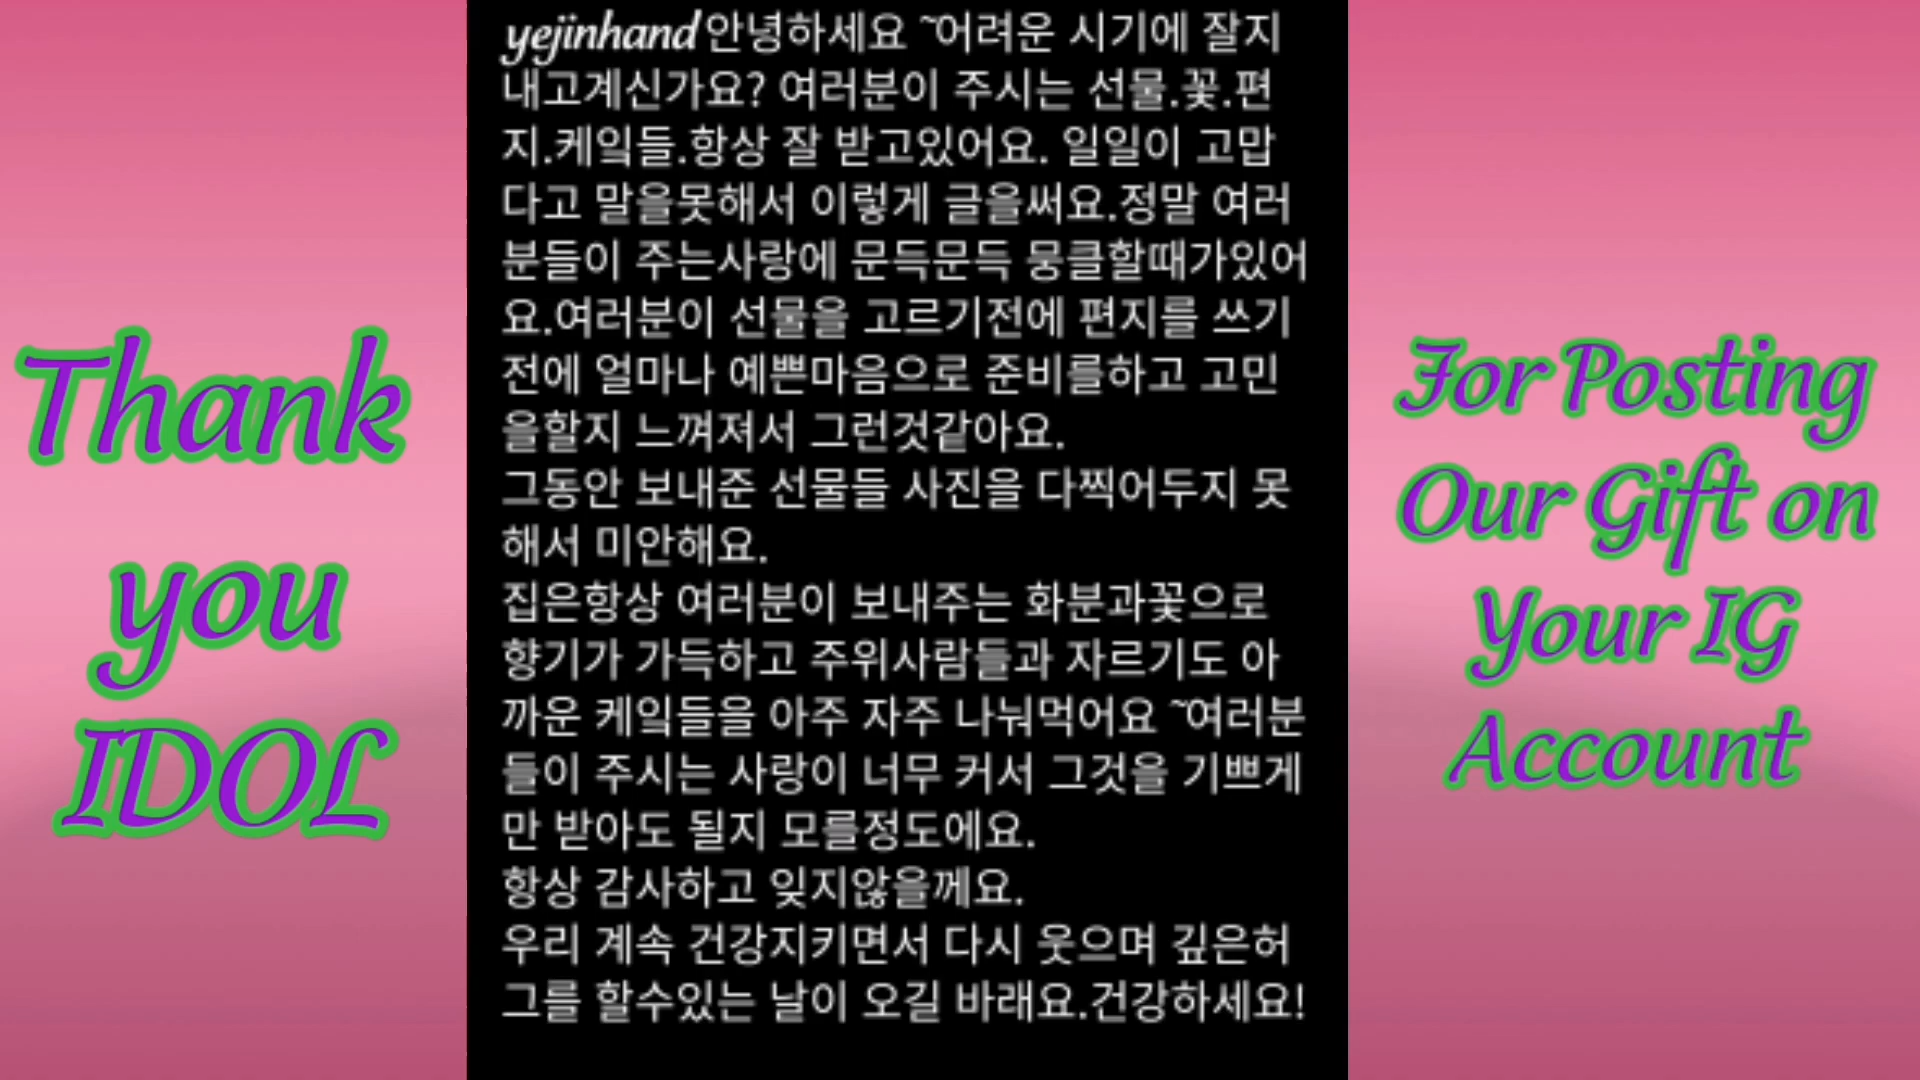 Thank
you
IDOL
yejinhand안녕하세요 ~어려운 시기에 잘지
내고계신가요? 여러분이 주시는 선물.꽃.편
지.케잌들.항상 잘 받고있어요. 일일이 고맙
다고 말을못해서 이렇게 글을써요.정말 여러
분들이 주는사랑에 문득문득 뭉클할때가있어
요.여러분이 선물을 고르기전에 편지를 쓰기
전에 얼마나 예쁜마음으로 준비를하고 고민
을할지 느껴져서 그런것같아요.
그동안 보내준 선물들 사진을 다찍어두지 못
해서 미안해요.
집은항상 여러분이 보내주는 화분과꽃으로
향기가 가득하고 주위사람들과 자르기도 아
까운 케잌들을 아주 자주 나눠먹어요 ~여러분
들이 주시는 사랑이 너무 커서 그것을 기쁘게
만 받아도 될지 모를정도에요.
항상 감사하고 잊지않을께요.
우리 계속 건강지키면서 다시 웃으며 깊은허
그를 할수있는 날이 오길 바래요.건강하세요!
For Posting
Our Gift on
Your IG
Account